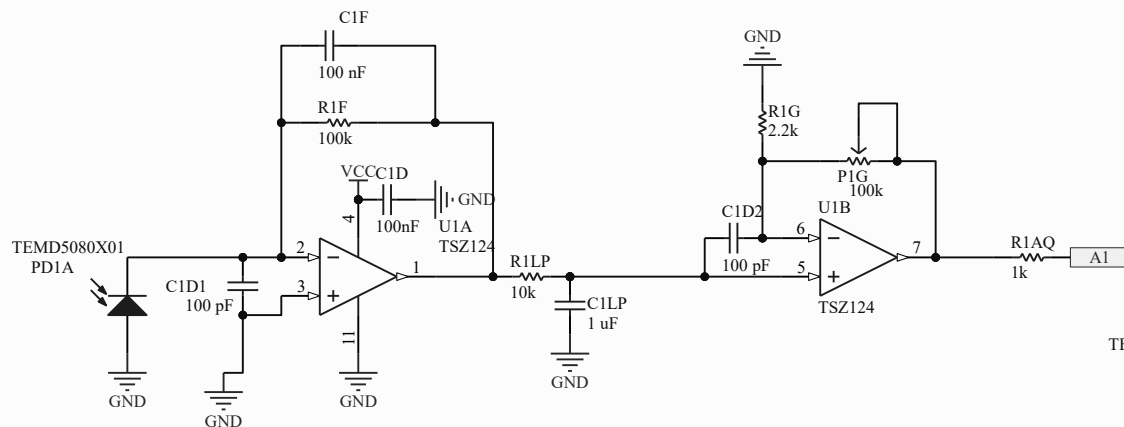 C1F
100 nF
R1F
100k
GND
R1G
2.2k
P1G
100k
VCC
C1D
100nF
GND
4
U1A
TSZ124
TEMD5080X01
PD1A
C1D1
100 pF
2
3
1
11
R1LP
10k
C1LP
1 uF
C1D2
100 pF
U1B
6
5
7
TSZ124
R1AQ
1k
A1
TE
GND
GND
GND
GND